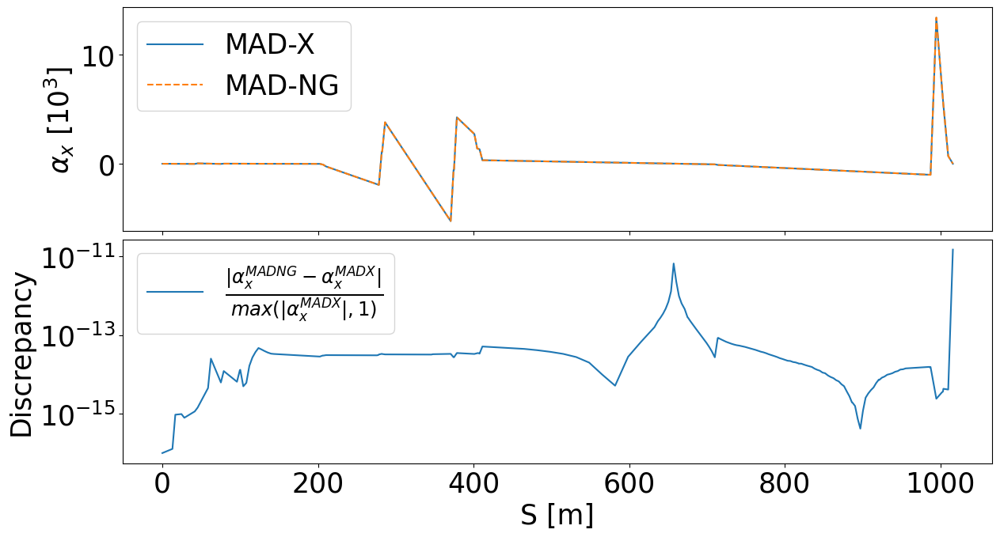 α_x [10^3]
10
0
MAD-X
MAD-NG
Discrepancy
10^{-11}
10^{-13}
10^{-15}
|α_x^{MADNG} − α_x^{MADX}|
max(|α_x^{MADX}|, 1)
0 200 400 600 800 1000
S [m]